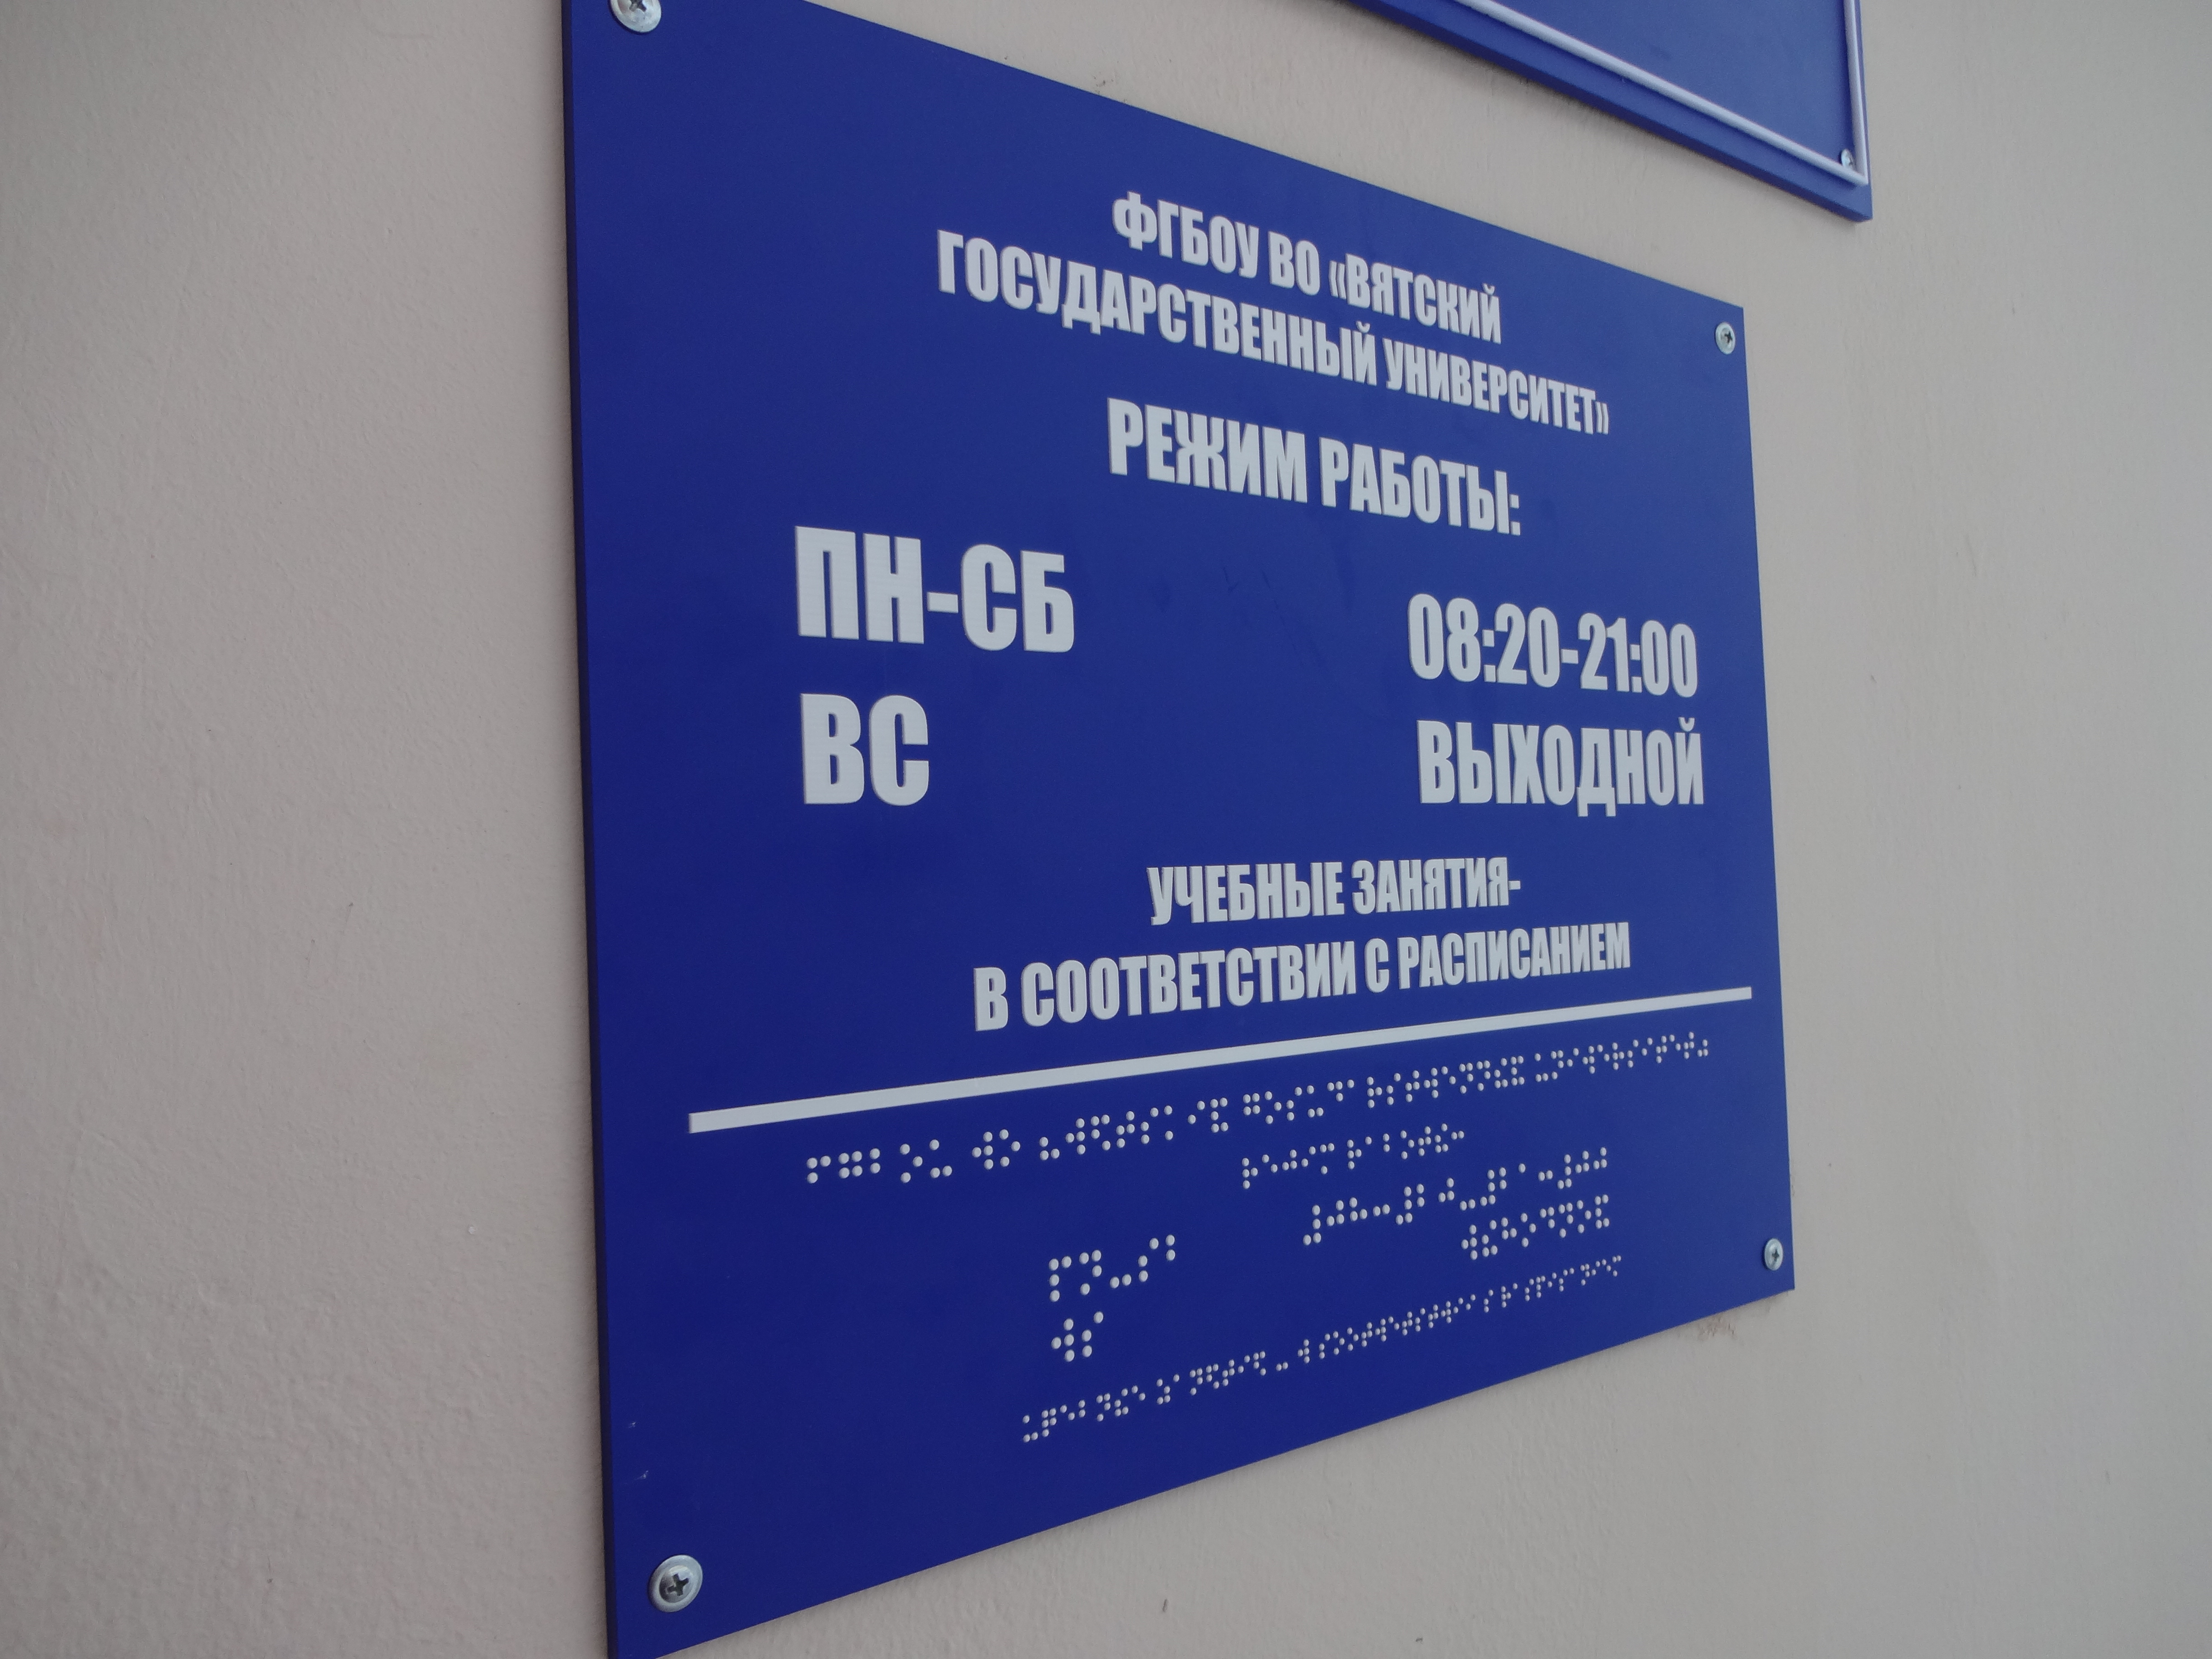 ФГБОУ ВО «ВЯТСКИЙ
ГОСУДАРСТВЕННЫЙ УНИВЕРСИТЕТ»
РЕЖИМ РАБОТЫ:
ПН-СБ 08:20-21:00
ВС ВЫХОДНОЙ
УЧЕБНЫЕ ЗАНЯТИЯ-
В СООТВЕТСТВИИ С РАСПИСАНИЕМ